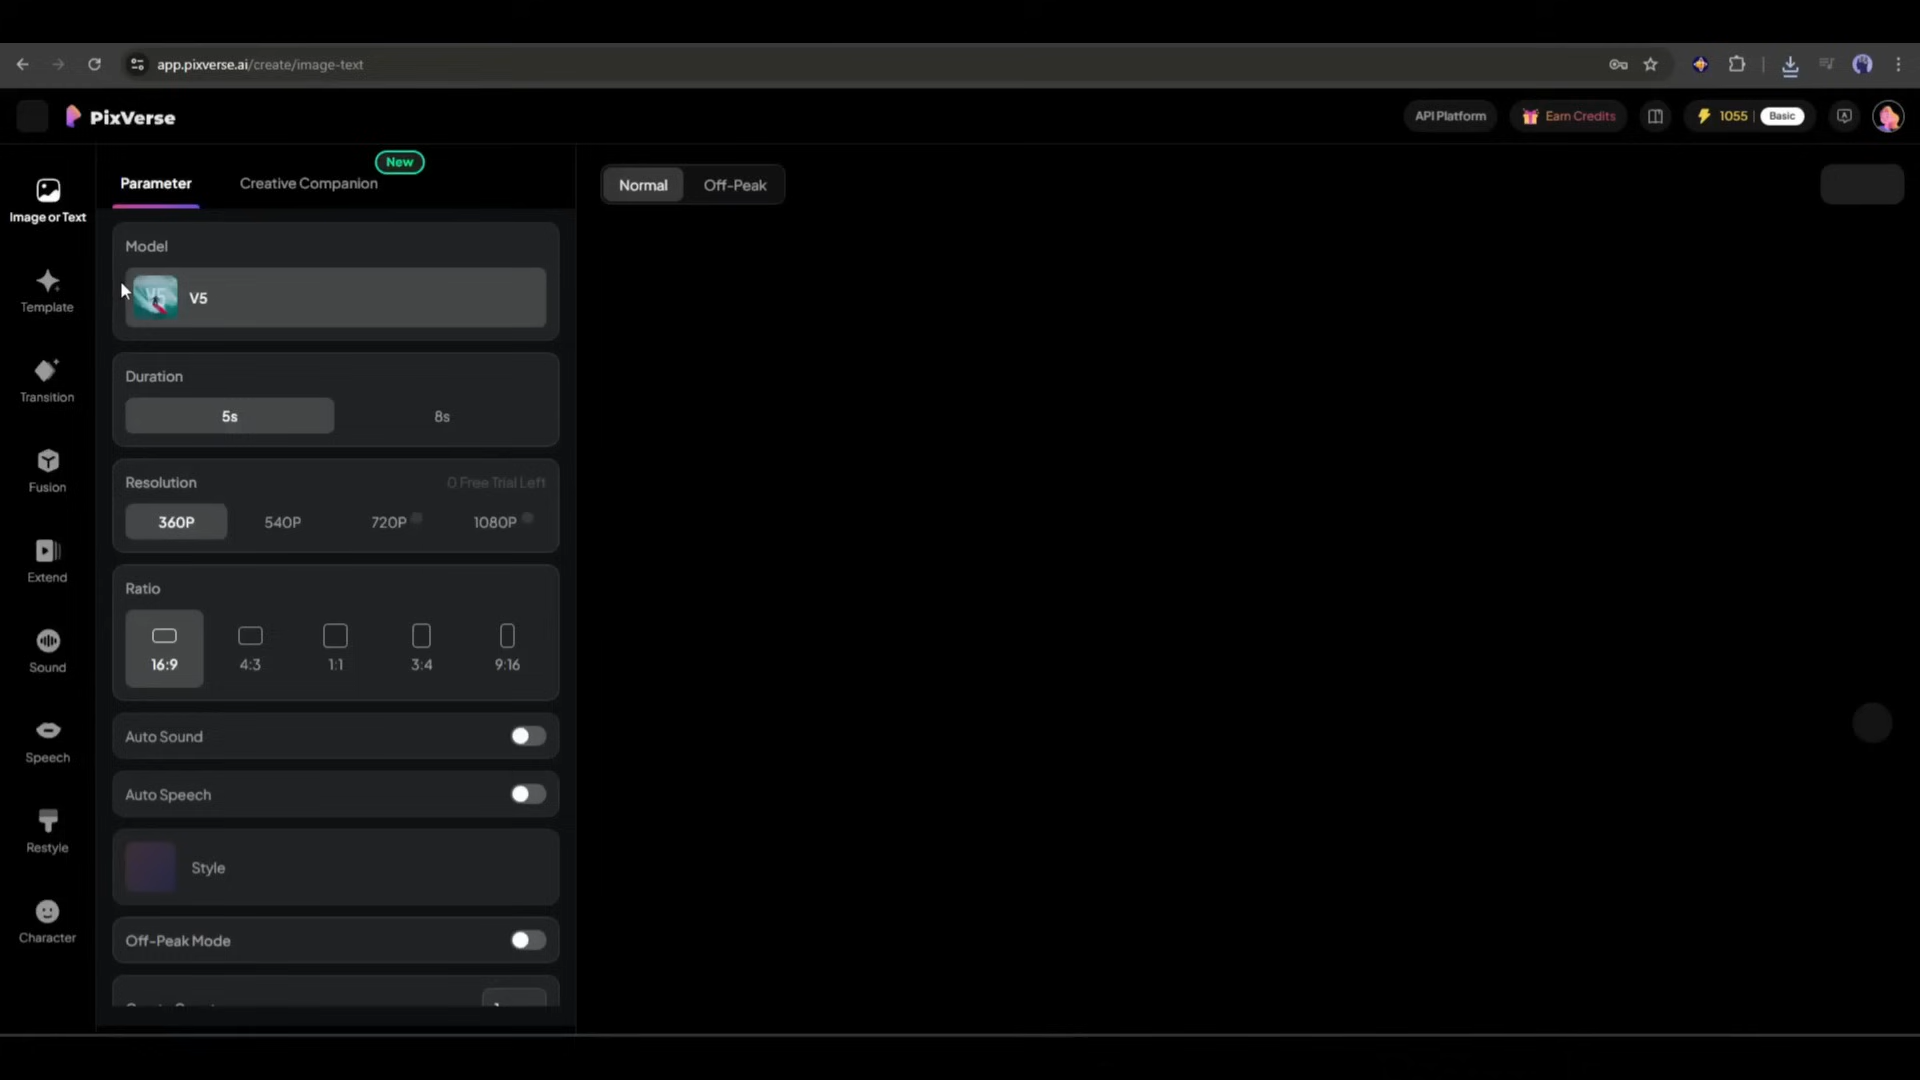 app.pixverse.ai/create/image-text
PixVerse
API Platform
Earn Credits
1055
Basic
Image or Text
Template
Transition
Fusion
Extend
Sound
Speech
Restyle
Character
Parameter
Creative Companion
New
Normal
Off-Peak
Model
V5
Duration
5s
8s
Resolution
0 Free Trial Left
360P
540P
720P
1080P
Ratio
16:9
4:3
1:1
3:4
9:16
Auto Sound
Auto Speech
Style
Off-Peak Mode